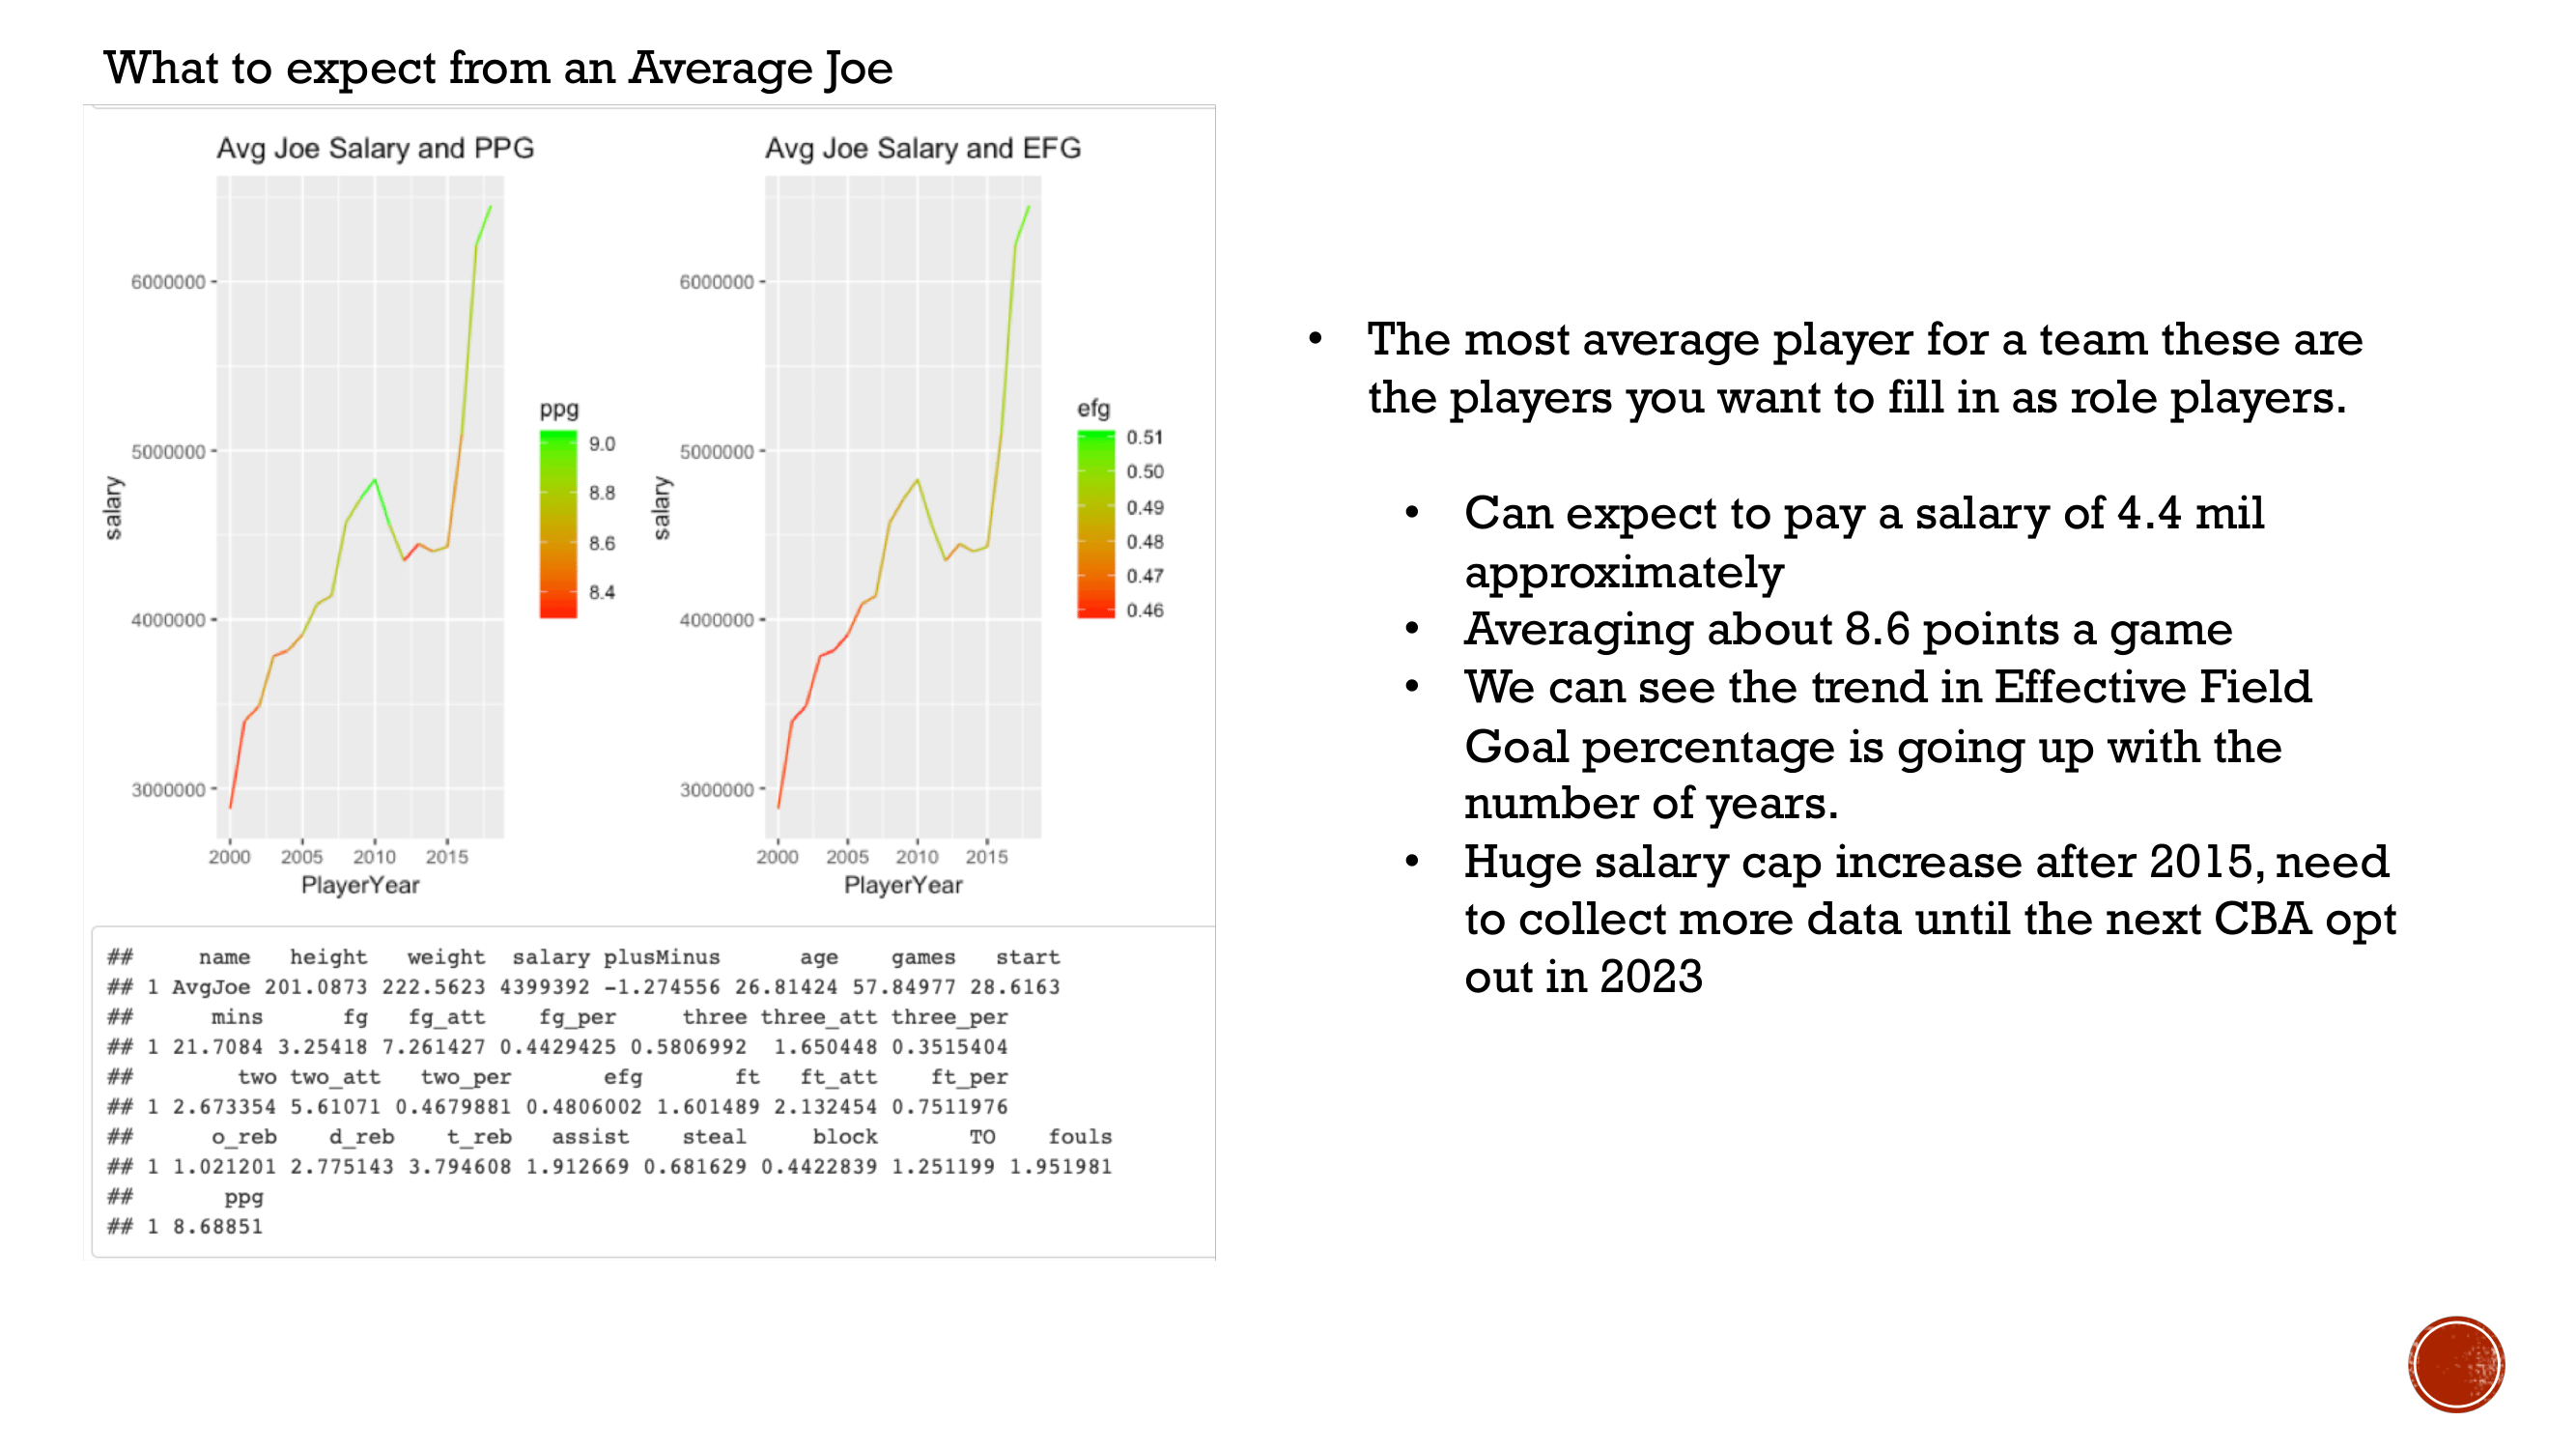 What to expect from an Average Joe
Avg Joe Salary and PPG
6000000
5000000
4000000
3000000
salary
2000 2005 2010 2015
PlayerYear
ppg
9.0
8.8
8.6
8.4
Avg Joe Salary and EFG
6000000
5000000
4000000
3000000
salary
2000 2005 2010 2015
PlayerYear
efg
0.51
0.50
0.49
0.48
0.47
0.46
## name height weight salary plusMinus age games start
## 1 AvgJoe 201.0873 222.5623 4399392 -1.274556 26.81424 57.84977 28.6163
## mins fg fg_att fg_per three three_att three_per
## 1 21.7084 3.25418 7.261427 0.4429425 0.5806992 1.650448 0.3515404
## two two_att two_per efg ft ft_att ft_per
## 1 2.673354 5.61071 0.4679881 0.4806002 1.601489 2.132454 0.7511976
## o_reb d_reb t_reb assist steal block TO fouls
## 1 1.021201 2.775143 3.794608 1.912669 0.681629 0.4422839 1.251199 1.951981
## ppg
## 1 8.68851
• The most average player for a team these are
the players you want to fill in as role players.
• Can expect to pay a salary of 4.4 mil
approximately
• Averaging about 8.6 points a game
• We can see the trend in Effective Field
Goal percentage is going up with the
number of years.
• Huge salary cap increase after 2015, need
to collect more data until the next CBA opt
out in 2023